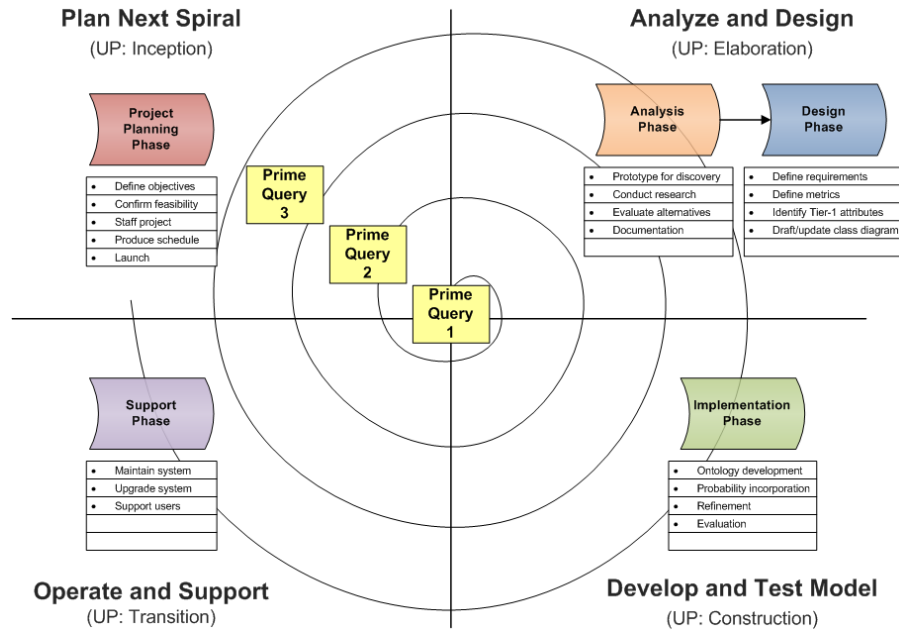 Plan Next Spiral
(UP: Inception)
Analyze and Design
(UP: Elaboration)
Project
Planning
Phase
• Define objectives
• Confirm feasibility
• Staff project
• Produce schedule
• Launch
Analysis
Phase
• Prototype for discovery
• Conduct research
• Evaluate alternatives
• Documentation
Design
Phase
• Define requirements
• Define metrics
• Identify Tier-1 attributes
• Draft/update class diagram
Prime
Query
3
Prime
Query
2
Prime
Query
1
Support
Phase
• Maintain system
• Upgrade system
• Support users
Implementation
Phase
• Ontology development
• Probability incorporation
• Refinement
• Evaluation
Operate and Support
(UP: Transition)
Develop and Test Model
(UP: Construction)